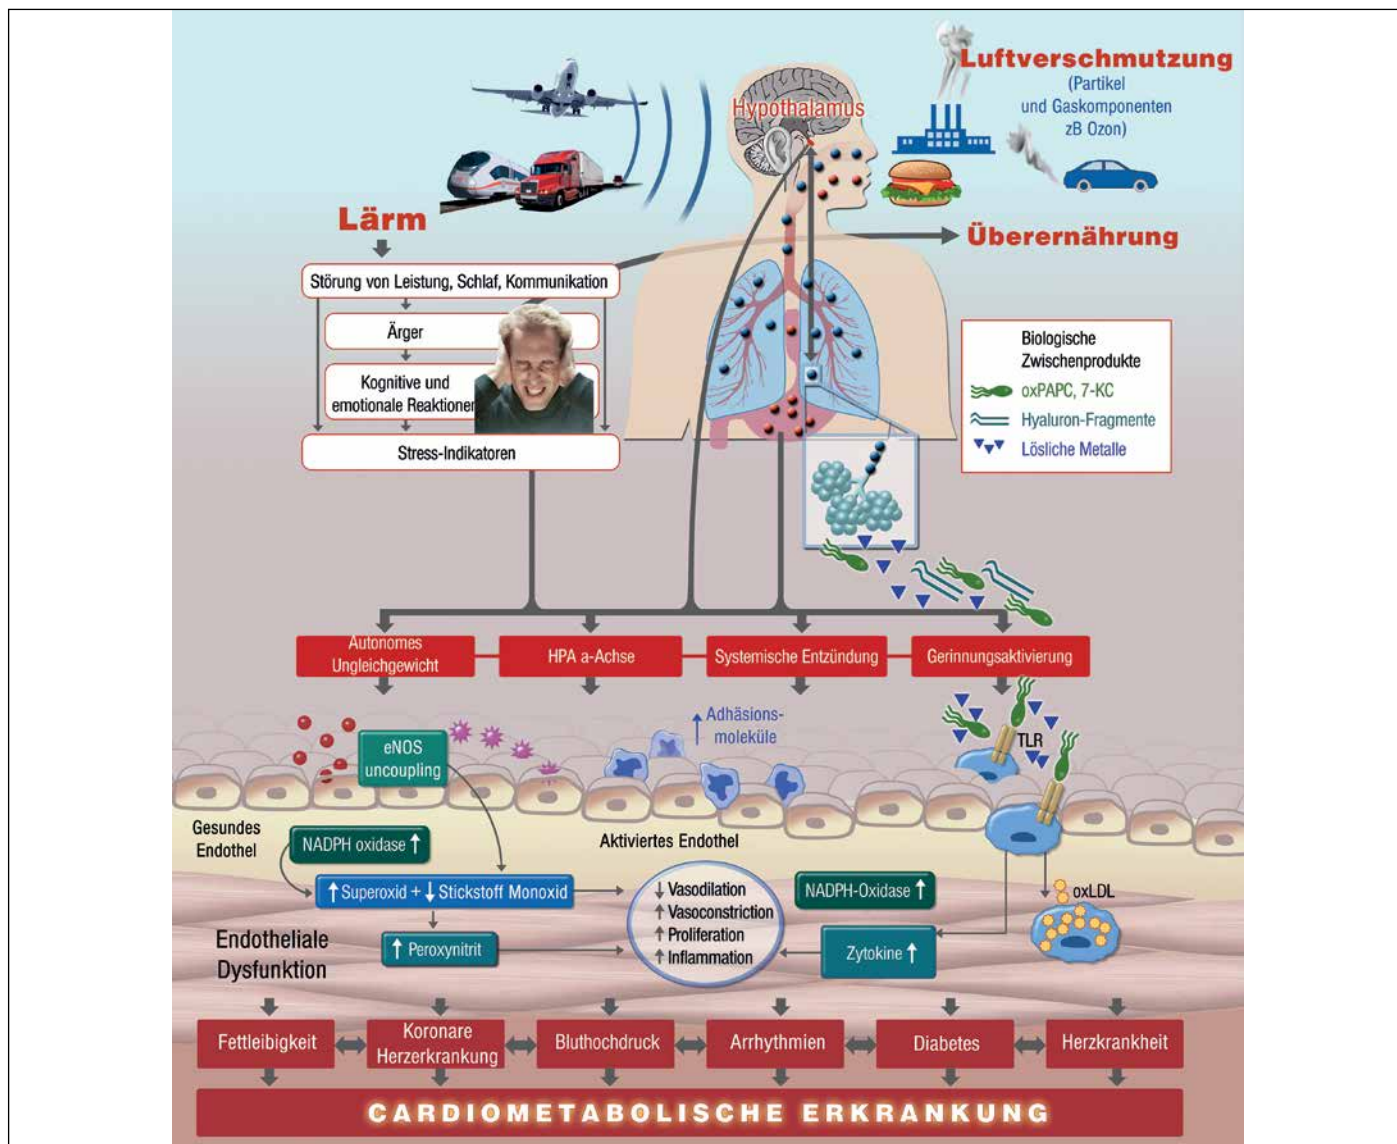 Luftverschmutzung
(Partikel
und Gaskomponenten
zB Ozon)
Hypothalamus
Lärm
Überernährung
Störung von Leistung, Schlaf, Kommunikation
Ärger
Kognitive und
emotionale Reaktionen
Stress-Indikatoren
Biologische
Zwischenprodukte
oxPAPC, 7-KC
Hyaluron-Fragmente
Lösliche Metalle
Autonomes
Ungleichgewicht
HPA a-Achse
Systemische Entzündung
Gerinnungsaktivierung
eNOS
uncoupling
↑ Adhäsions-
moleküle
TLR
Gesundes
Endothel
NADPH oxidase ↑
Aktiviertes Endothel
↑ Superoxid + ↓ Stickstoff Monoxid
↑ Peroxynitrit
↓ Vasodilation
↑ Vasoconstriction
↑ Proliferation
↑ Inflammation
NADPH-Oxidase ↑
Zytokine ↑
oxLDL
Endotheliale
Dysfunktion
Fettleibigkeit
Koronare
Herzerkrankung
Bluthochdruck
Arrhythmien
Diabetes
Herzkrankheit
CARDIOMETABOLISCHE ERKRANKUNG